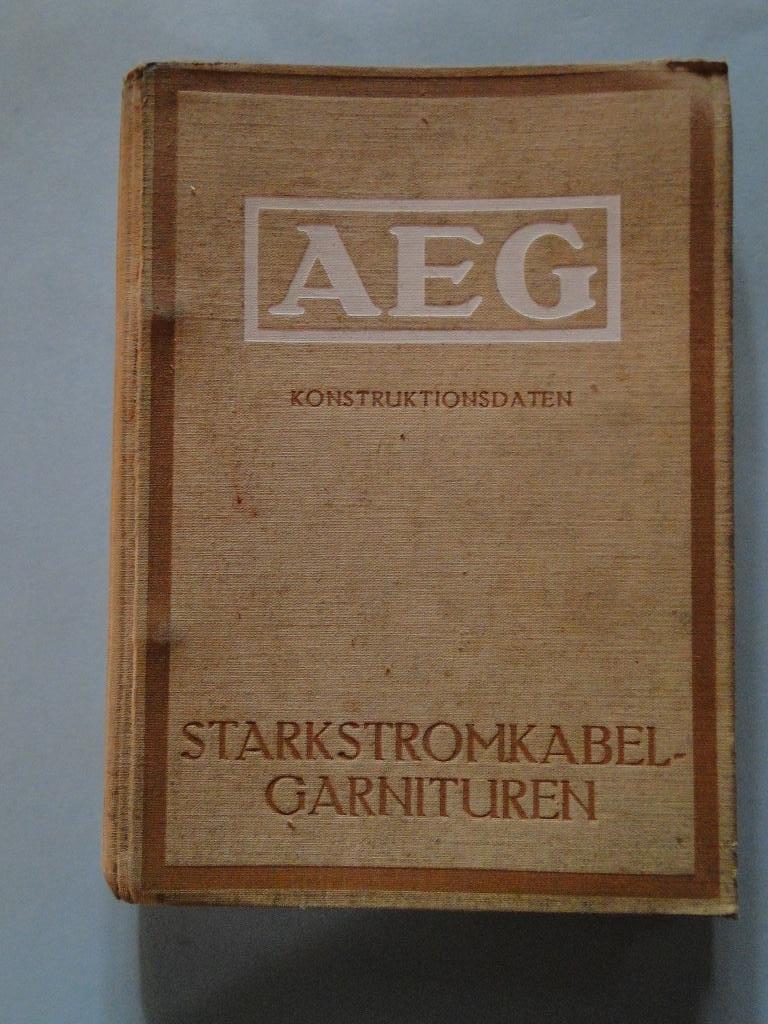 AEG
KONSTRUKTIONSDATEN
STARKSTROMKABEL-
GARNITUREN